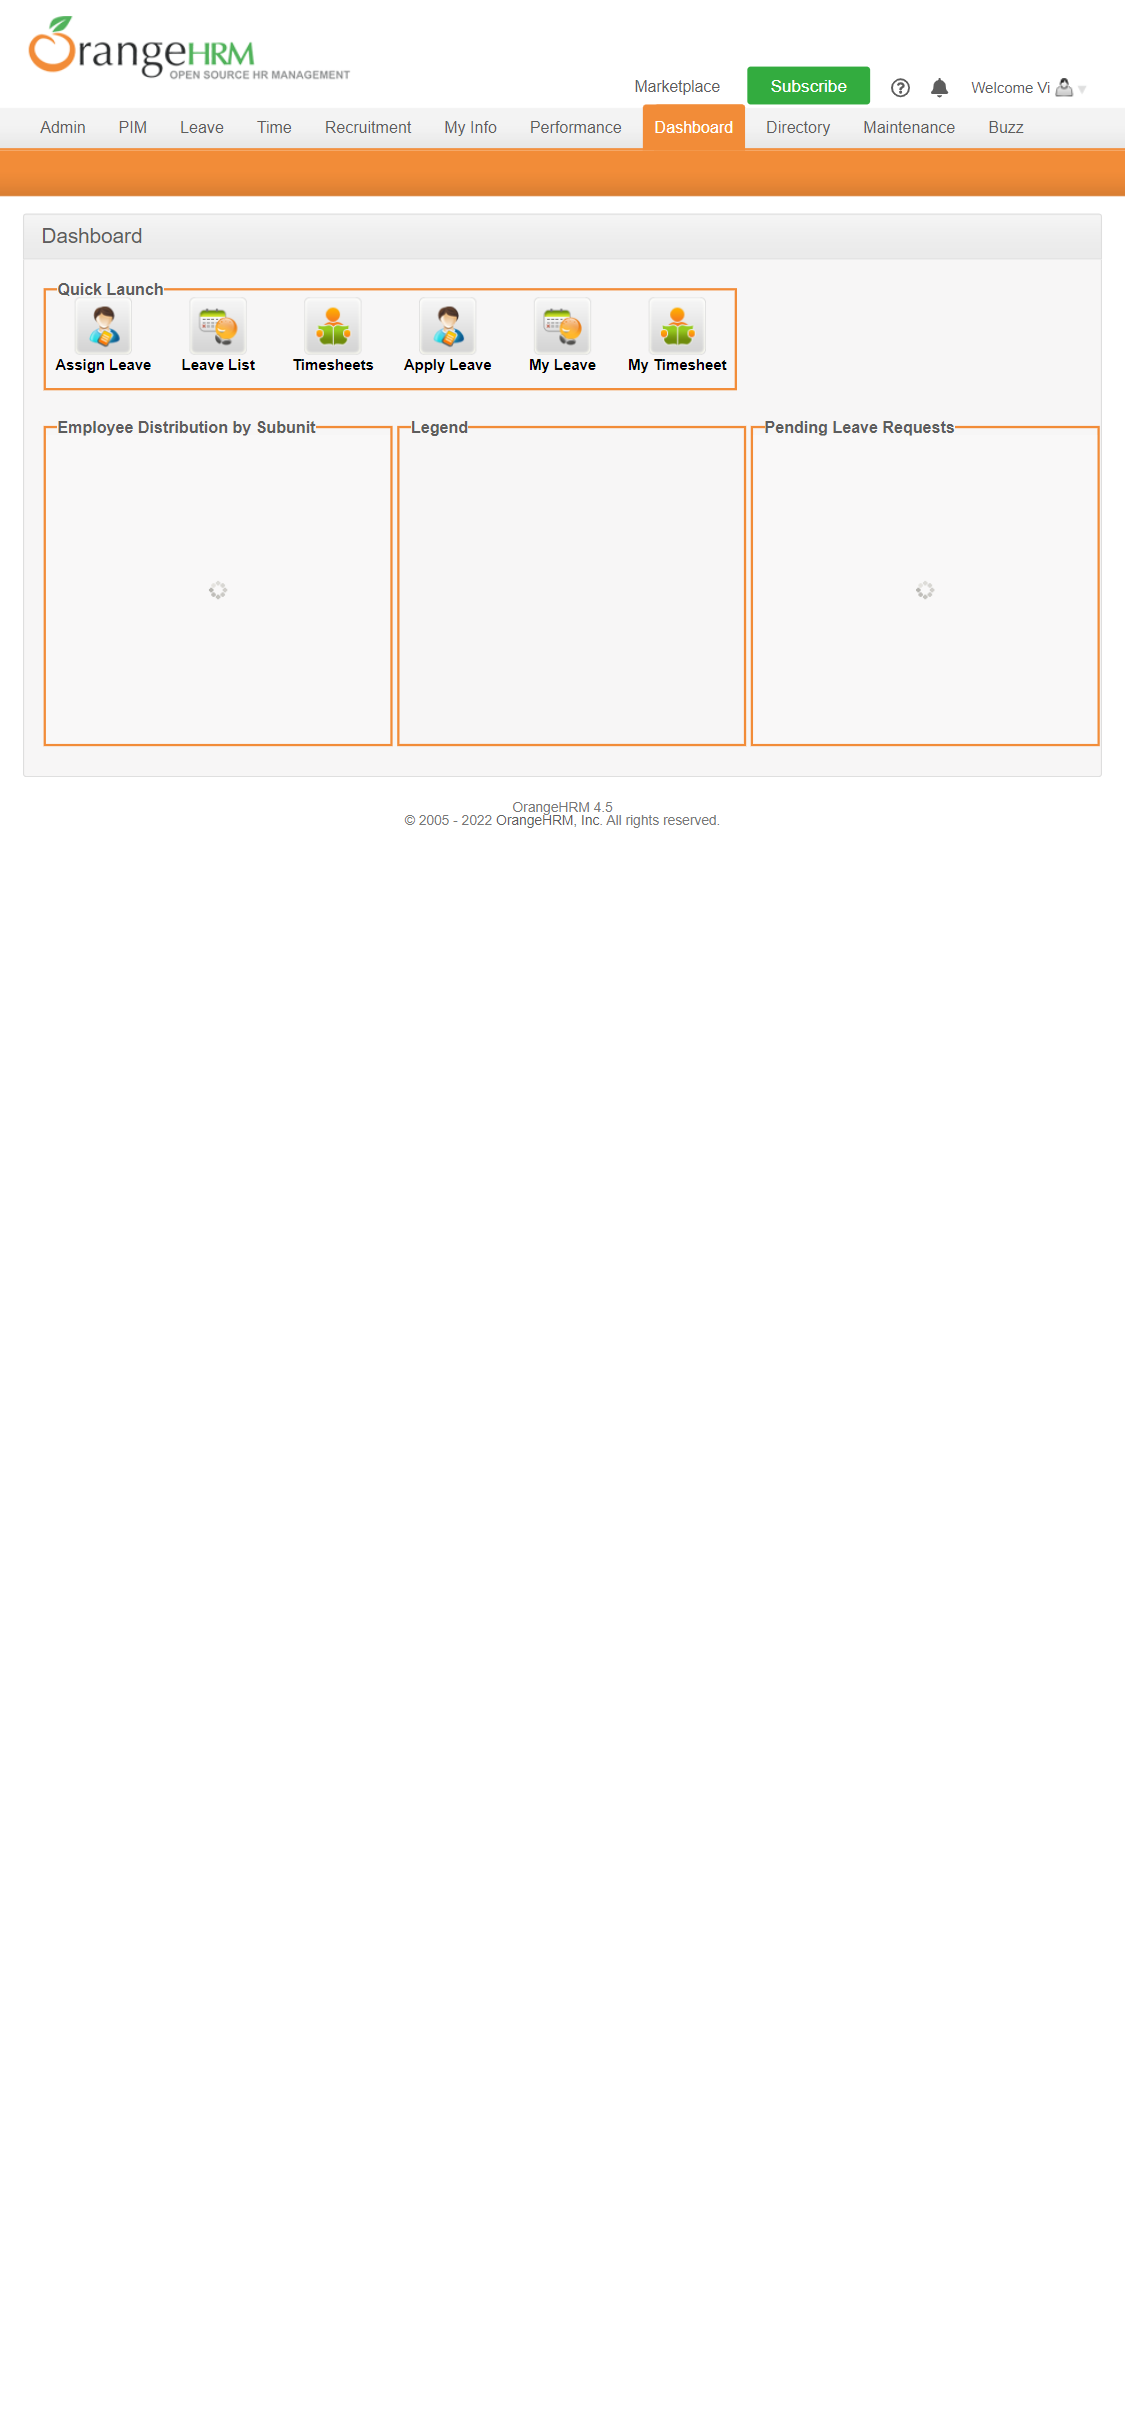 OrangeHRM
OPEN SOURCE HR MANAGEMENT
Marketplace Subscribe Welcome Vi
Admin PIM Leave Time Recruitment My Info Performance Dashboard Directory Maintenance Buzz
Dashboard
Quick Launch
Assign Leave Leave List Timesheets Apply Leave My Leave My Timesheet
Employee Distribution by Subunit Legend Pending Leave Requests
OrangeHRM 4.5
© 2005 - 2022 OrangeHRM, Inc. All rights reserved.